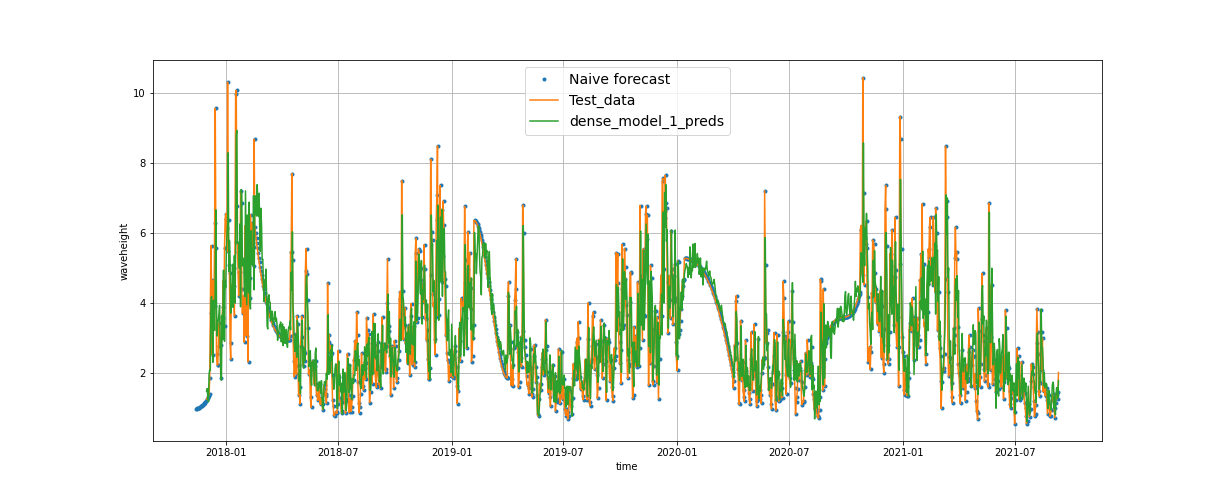 Naive forecast
Test_data
dense_model_1_preds
waveheight
10
8
6
4
2
2018-01
2018-07
2019-01
2019-07
2020-01
2020-07
2021-01
2021-07
time